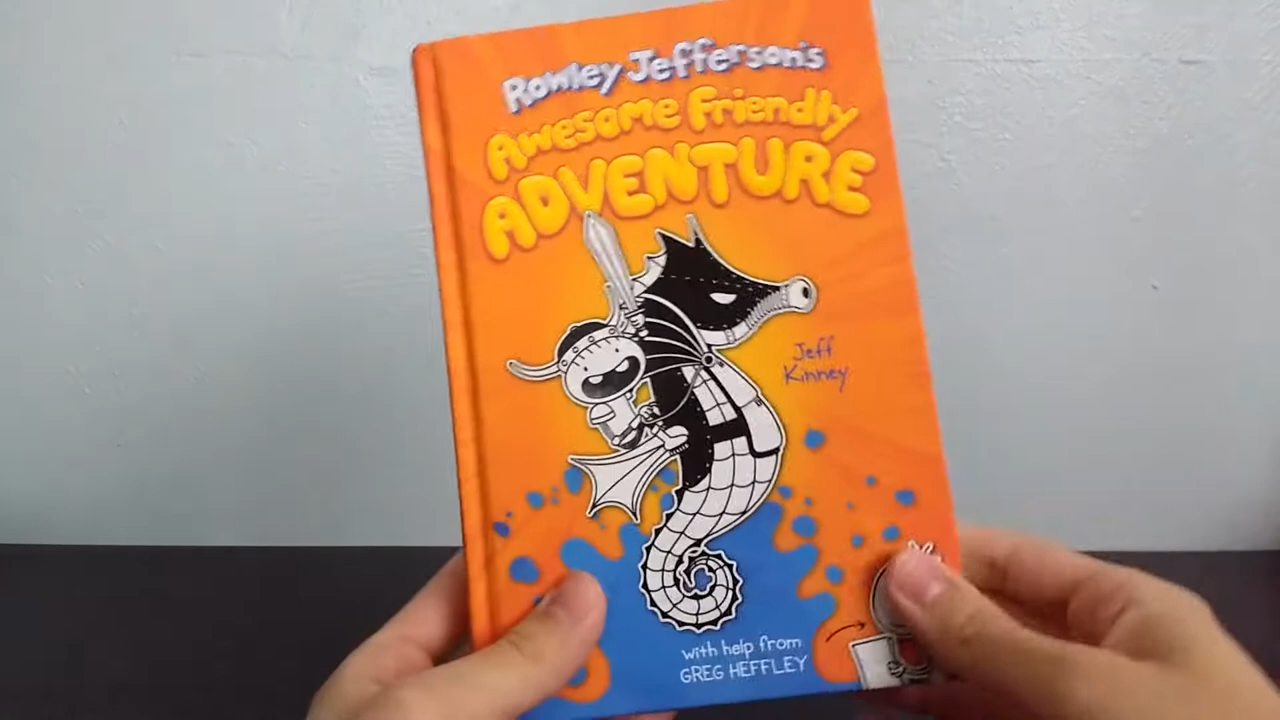 Rowley Jefferson's
Awesome Friendly
ADVENTURE
Jeff
Kinney
with help from
GREG HEFFLEY